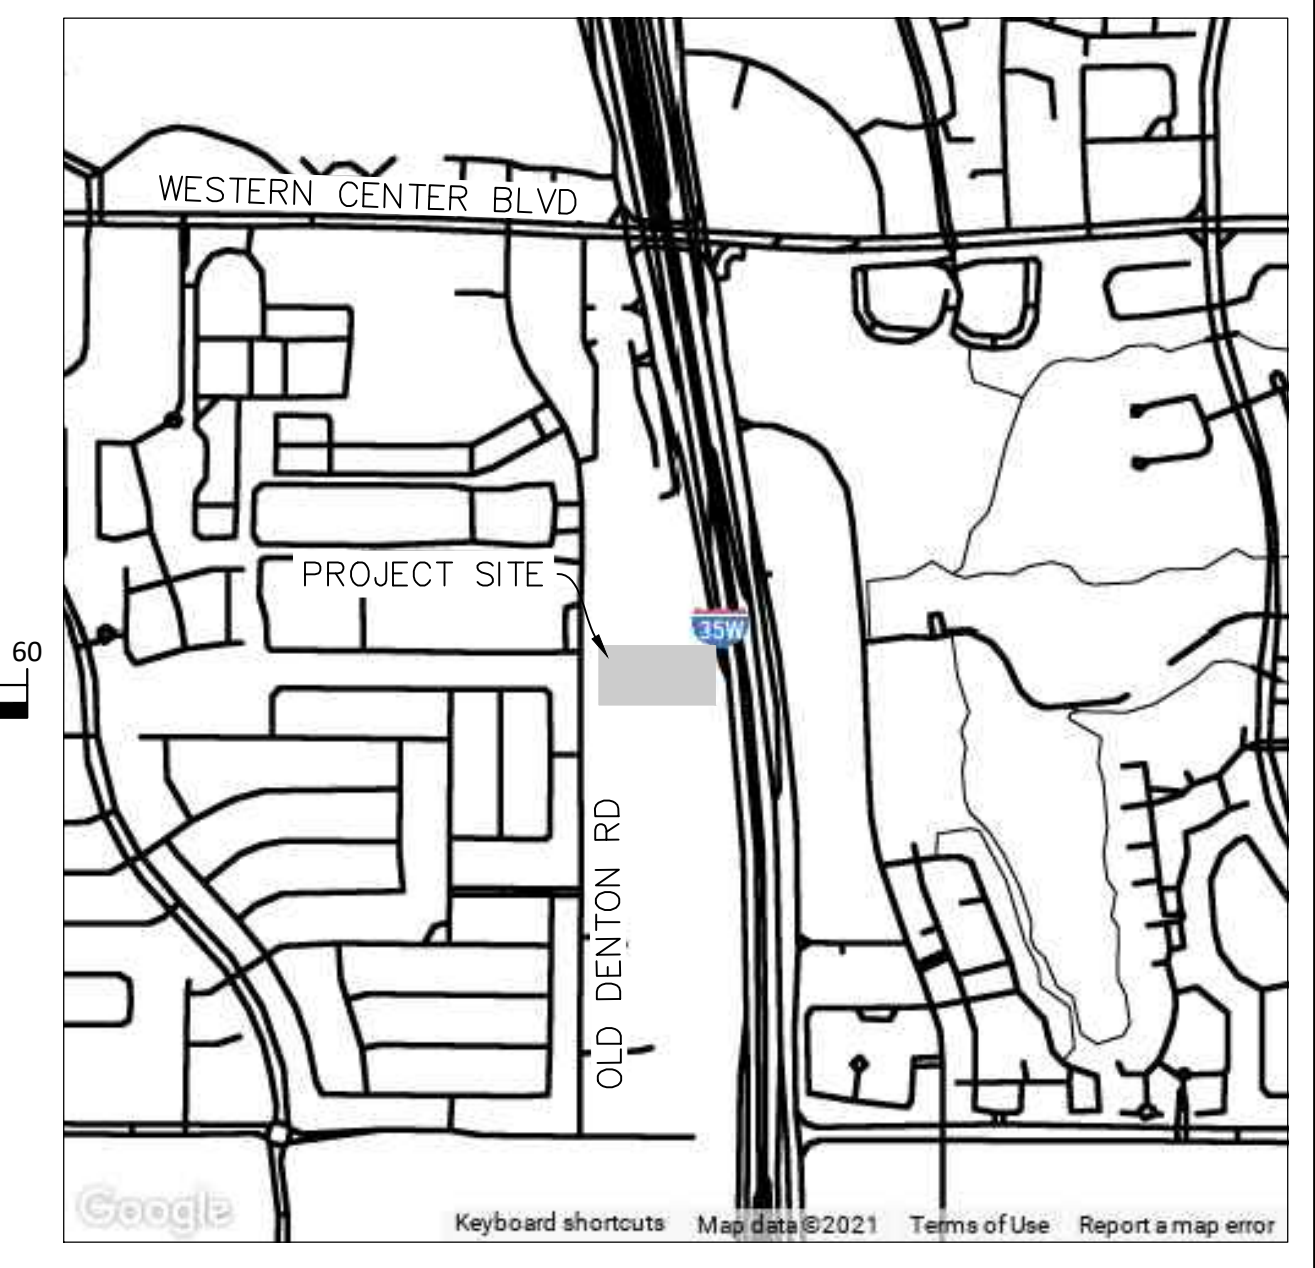 WESTERN CENTER BLVD
PROJECT SITE
35W
60
OLD DENTON RD
Google
Keyboard shortcuts Map data ©2021 Terms of Use Report a map error